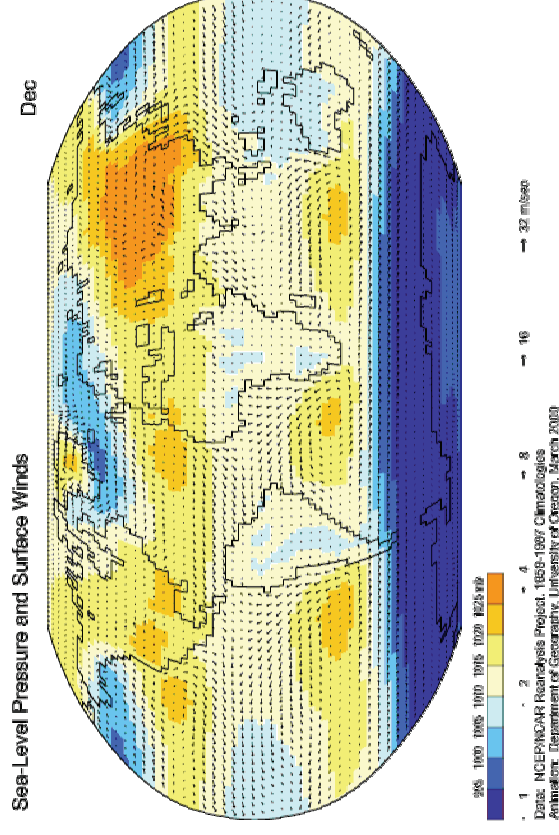 Sea-Level Pressure and Surface Winds
Dec
995 1000 1005 1010 1015 1020 1025 mb
1 2 4 8 16 32 m/sec
Data: NCEP/NCAR Reanalysis Project, 1959-1997 Climatologies
Animation: Department of Geography, University of Oregon, March 2000